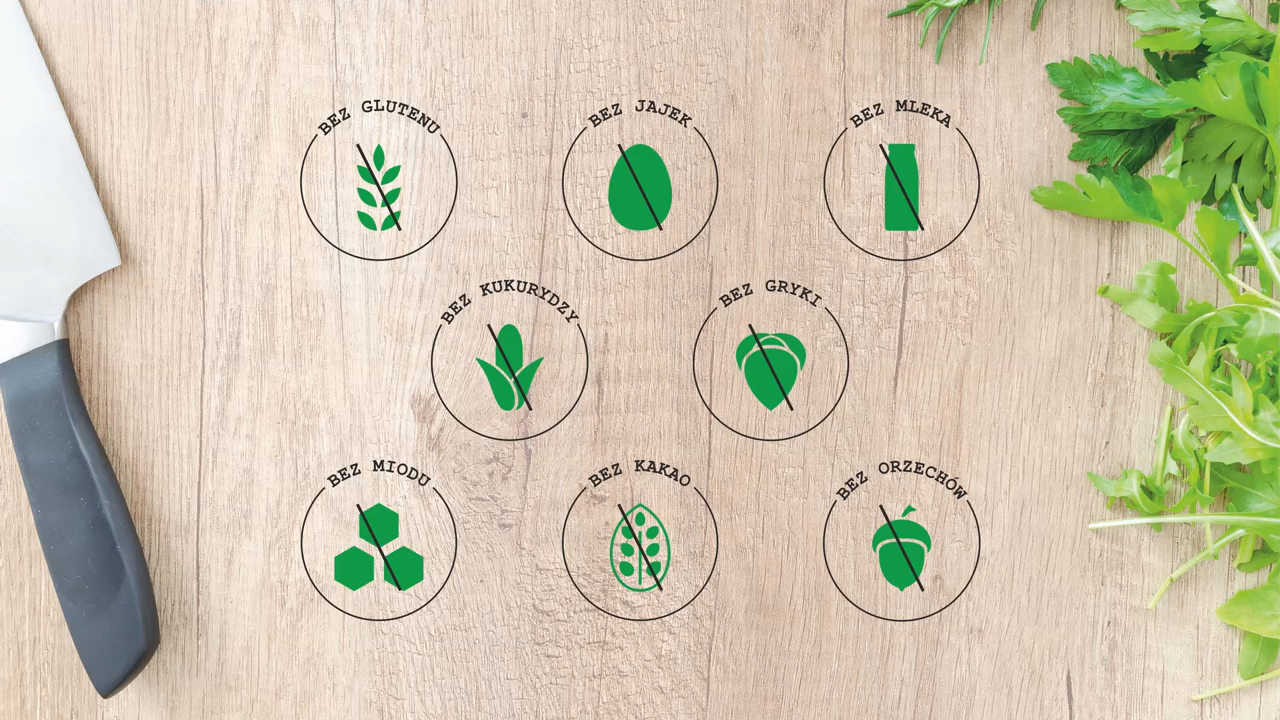 BEZ GLUTENU
BEZ JAJEK
BEZ MLEKA
BEZ KUKURYDZY
BEZ GRYKI
BEZ MIODU
BEZ KAKAO
BEZ ORZECHÓW